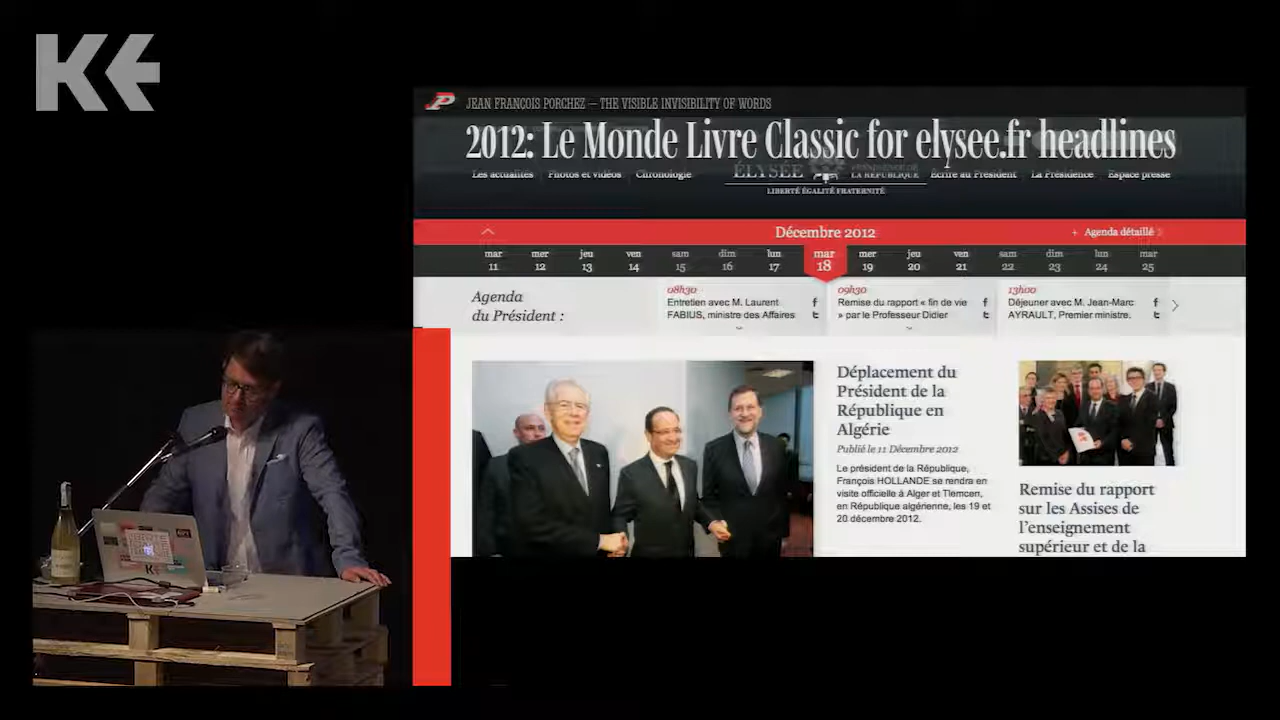 KE
JEAN FRANÇOIS PORCHEZ — THE VISIBLE INVISIBILITY OF WORDS
2012: Le Monde Livre Classic for elysee.fr headlines
Les actualités Photos et vidéos Chronologie
ÉLYSÉE PRÉSIDENCE DE LA RÉPUBLIQUE
LIBERTÉ ÉGALITÉ FRATERNITÉ
Écrire au Président La Présidence Espace presse
Décembre 2012
+ Agenda détaillé
mar 11
mer 12
jeu 13
ven 14
sam 15
dim 16
lun 17
mar 18
mer 19
jeu 20
ven 21
sam 22
dim 23
lun 24
mar 25
Agenda
du Président :
08h30
Entretien avec M. Laurent
FABIUS, ministre des Affaires
09h30
Remise du rapport « fin de vie
» par le Professeur Didier
13h00
Déjeuner avec M. Jean-Marc
AYRAULT, Premier ministre.
Déplacement du
Président de la
République en
Algérie
Publié le 11 Décembre 2012
Le président de la République,
François HOLLANDE se rendra en
visite officielle à Alger et Tlemcen,
en République algérienne, les 19 et
20 décembre 2012.
Remise du rapport
sur les Assises de
l'enseignement
supérieur et de la
KE